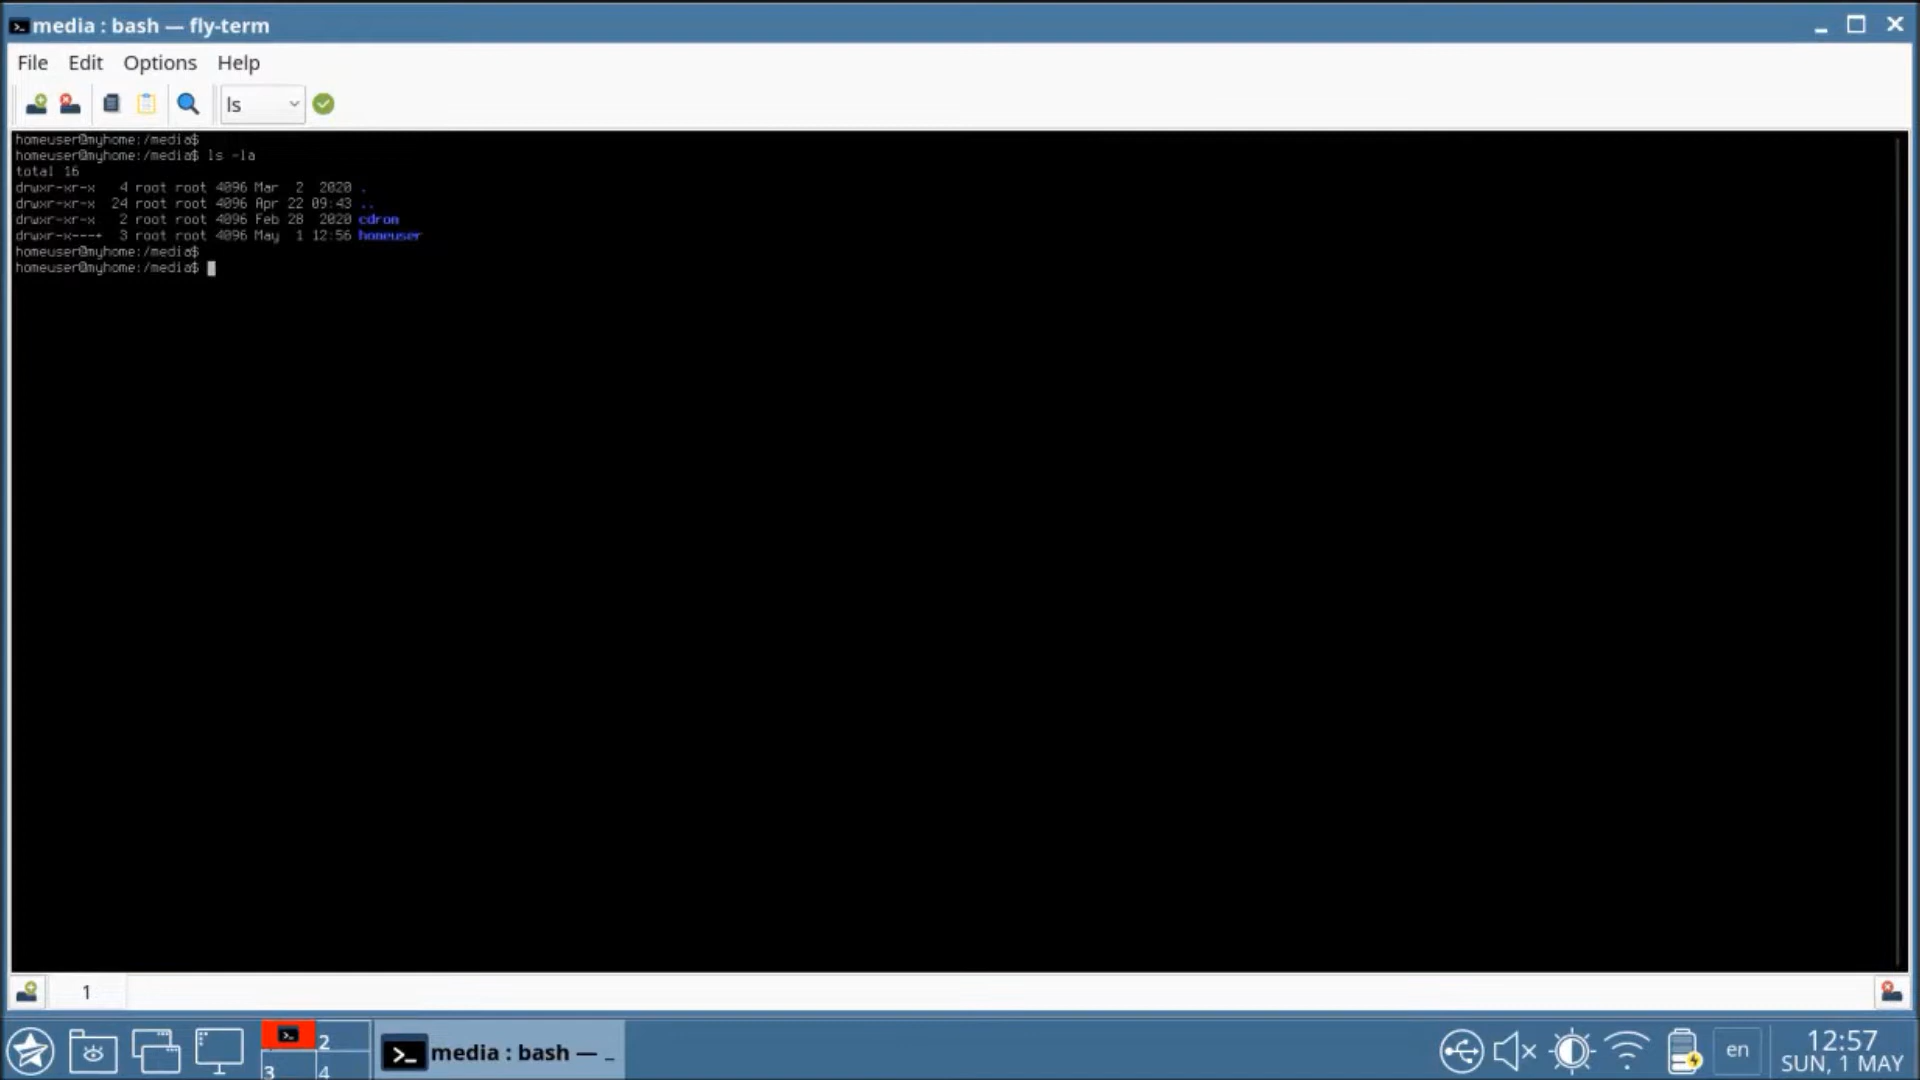 media : bash — fly-term
File Edit Options Help
ls
homeuser@myhome:/media$
homeuser@myhome:/media$ ls -la
total 16
drwxr-xr-x 4 root root 4096 Mar 2 2020 .
drwxr-xr-x 24 root root 4096 Apr 22 09:43 ..
drwxr-xr-x 2 root root 4096 Feb 28 2020 cdrom
drwxr-x---+ 3 root root 4096 May 1 12:56 homeuser
homeuser@myhome:/media$
homeuser@myhome:/media$
1
2
3 4
media : bash — _
en
12:57
SUN, 1 MAY